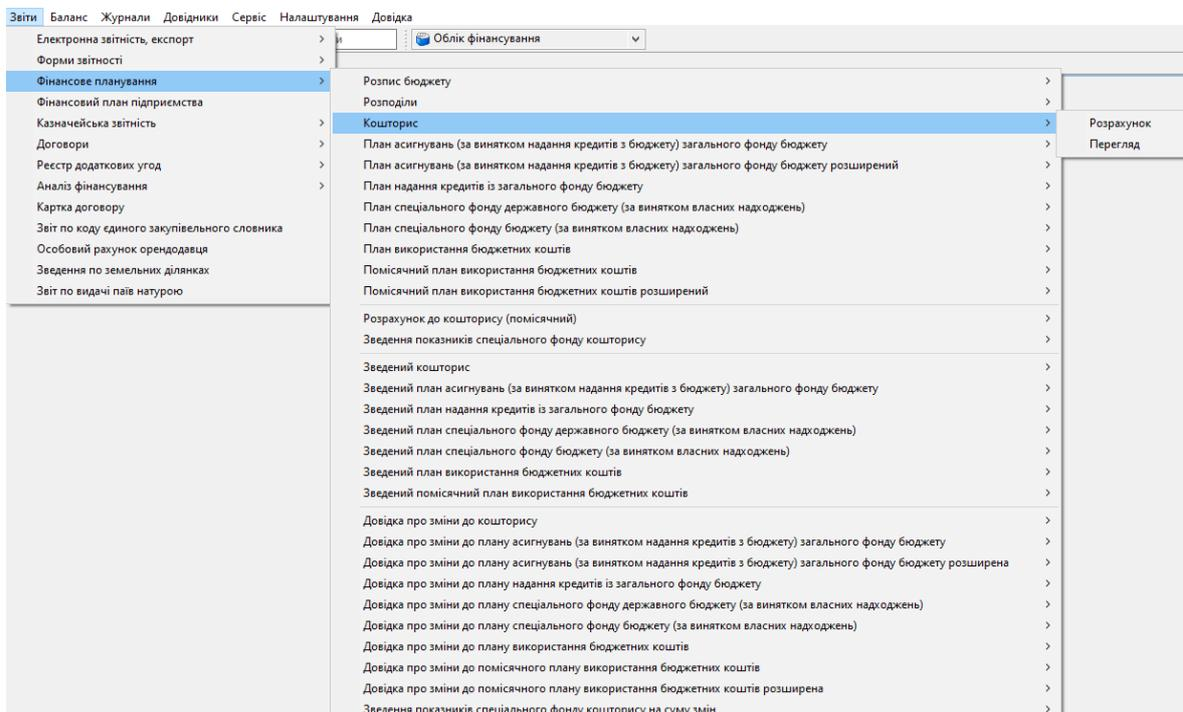 Звіти Баланс Журнали Довідники Сервіс Налаштування Довідка
и Облік фінансування
Електронна звітність, експорт
Форми звітності
Фінансове планування
Фінансовий план підприємства
Казначейська звітність
Договори
Реєстр додаткових угод
Аналіз фінансування
Картка договору
Звіт по коду єдиного закупівельного словника
Особовий рахунок орендодавця
Зведення по земельних ділянках
Звіт по видачі паїв натурою
Розпис бюджету
Розподіли
Кошторис
План асигнувань (за винятком надання кредитів з бюджету) загального фонду бюджету
План асигнувань (за винятком надання кредитів з бюджету) загального фонду бюджету розширений
План надання кредитів із загального фонду бюджету
План спеціального фонду державного бюджету (за винятком власних надходжень)
План спеціального фонду бюджету (за винятком власних надходжень)
План використання бюджетних коштів
Помісячний план використання бюджетних коштів
Помісячний план використання бюджетних коштів розширений
Розрахунок до кошторису (помісячний)
Зведення показників спеціального фонду кошторису
Зведений кошторис
Зведений план асигнувань (за винятком надання кредитів з бюджету) загального фонду бюджету
Зведений план надання кредитів із загального фонду бюджету
Зведений план спеціального фонду державного бюджету (за винятком власних надходжень)
Зведений план спеціального фонду бюджету (за винятком власних надходжень)
Зведений план використання бюджетних коштів
Зведений помісячний план використання бюджетних коштів
Довідка про зміни до кошторису
Довідка про зміни до плану асигнувань (за винятком надання кредитів з бюджету) загального фонду бюджету
Довідка про зміни до плану асигнувань (за винятком надання кредитів з бюджету) загального фонду бюджету розширена
Довідка про зміни до плану надання кредитів із загального фонду бюджету
Довідка про зміни до плану спеціального фонду державного бюджету (за винятком власних надходжень)
Довідка про зміни до плану спеціального фонду бюджету (за винятком власних надходжень)
Довідка про зміни до плану використання бюджетних коштів
Довідка про зміни до помісячного плану використання бюджетних коштів
Довідка про зміни до помісячного плану використання бюджетних коштів розширена
Зведення показників спеціального фонду кошторису на суму змін
Розрахунок
Перегляд